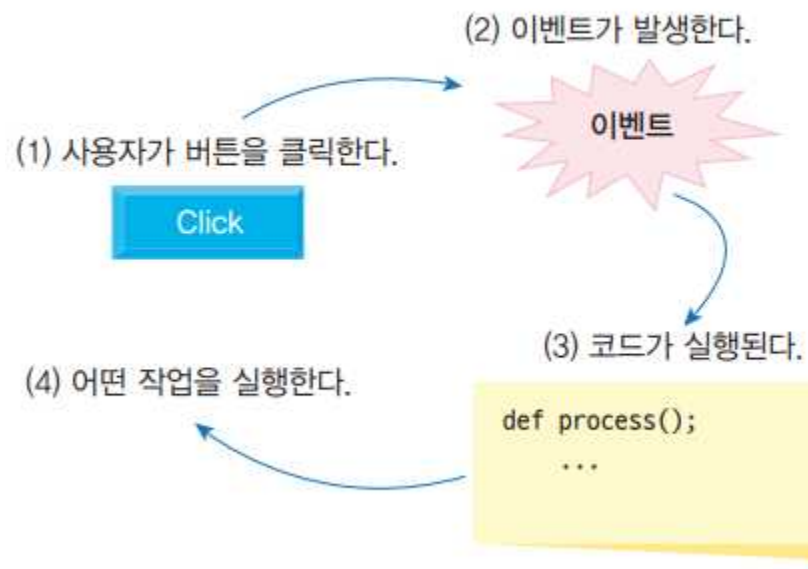 (2) 이벤트가 발생한다.
이벤트
(1) 사용자가 버튼을 클릭한다.
Click
(3) 코드가 실행된다.
(4) 어떤 작업을 실행한다.
def process();
...